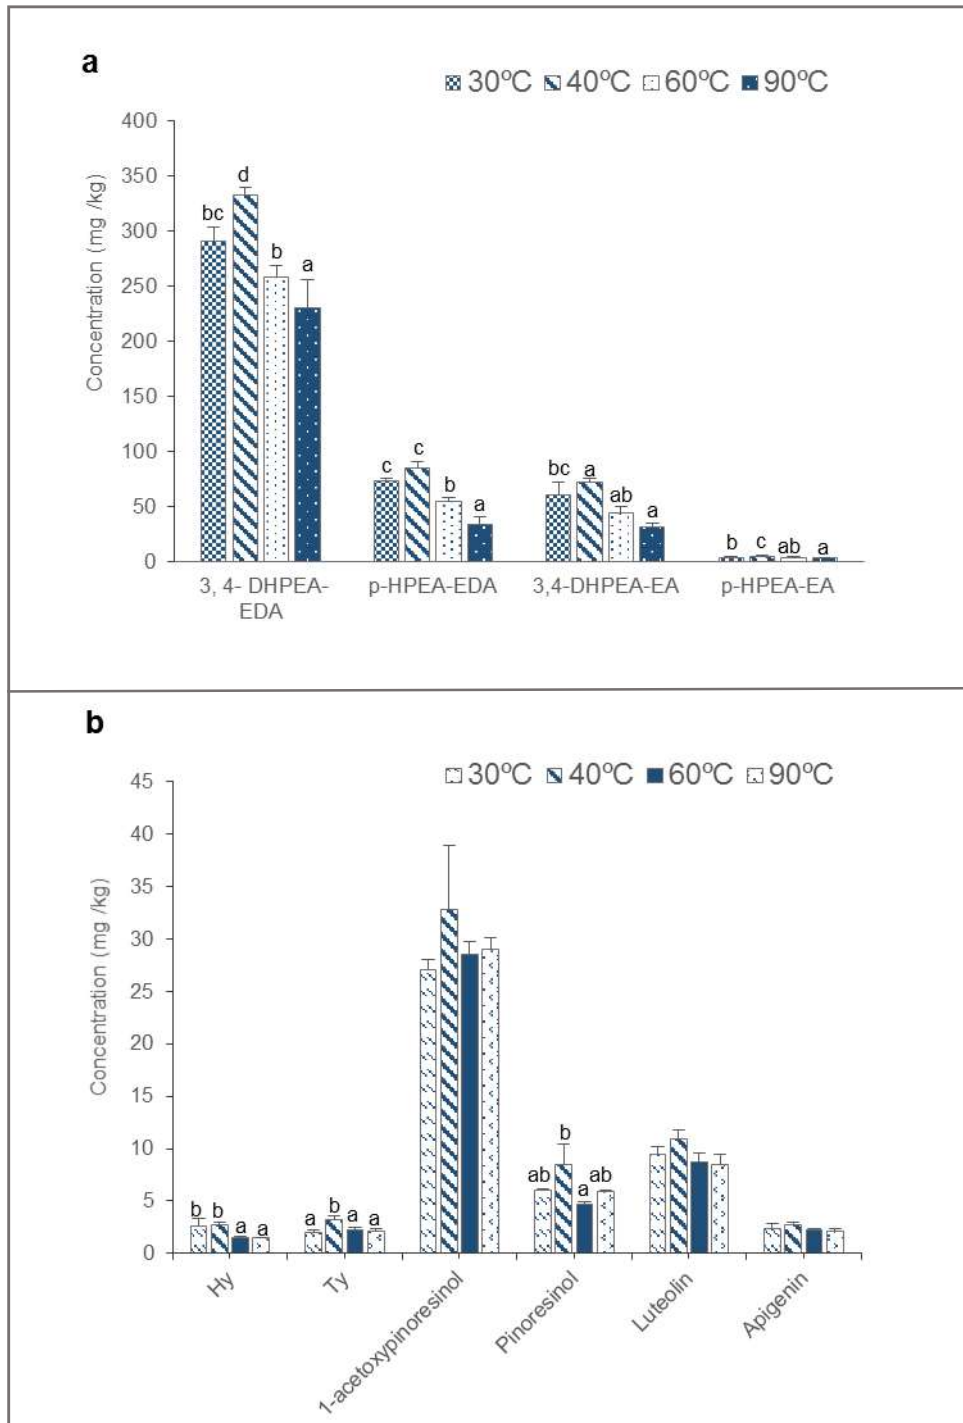 a
30ºC 40ºC 60ºC 90ºC
Concentration (mg /kg)
400
350
300
250
200
150
100
50
0
bc d b a
c c b a
bc a ab a
b c ab a
3, 4- DHPEA-
EDA
p-HPEA-EDA
3,4-DHPEA-EA
p-HPEA-EA
b
30ºC 40ºC 60ºC 90ºC
Concentration (mg /kg)
45
40
35
30
25
20
15
10
5
0
b b a a
a b a a
ab b a ab
Hy
Ty
1-acetoxypinoresinol
Pinoresinol
Luteolin
Apigenin